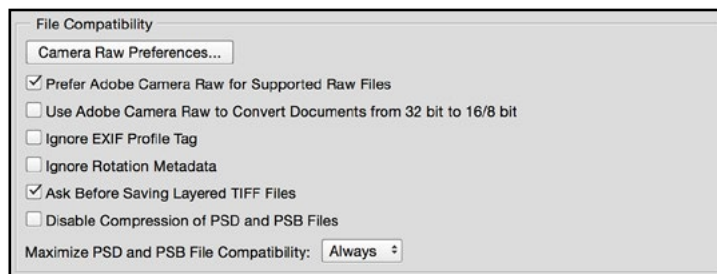 File Compatibility
Camera Raw Preferences...
Prefer Adobe Camera Raw for Supported Raw Files
Use Adobe Camera Raw to Convert Documents from 32 bit to 16/8 bit
Ignore EXIF Profile Tag
Ignore Rotation Metadata
Ask Before Saving Layered TIFF Files
Disable Compression of PSD and PSB Files
Maximize PSD and PSB File Compatibility: Always